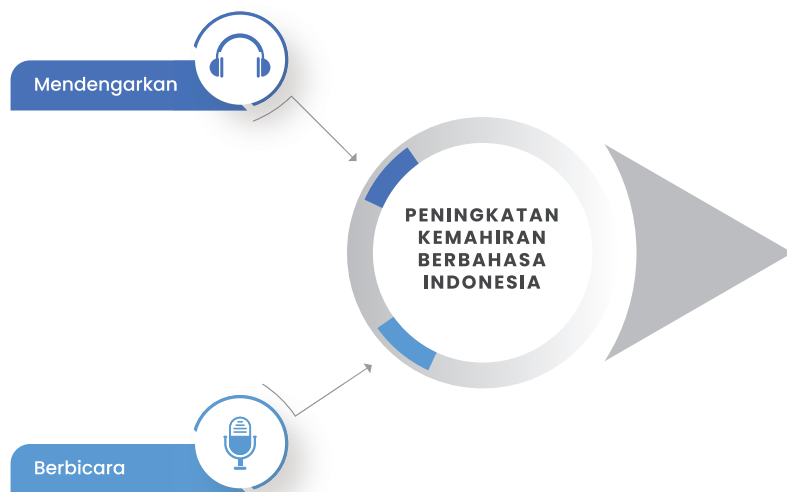 Mendengarkan
PENINGKATAN
KEMAHIRAN
BERBAHASA
INDONESIA
Berbicara